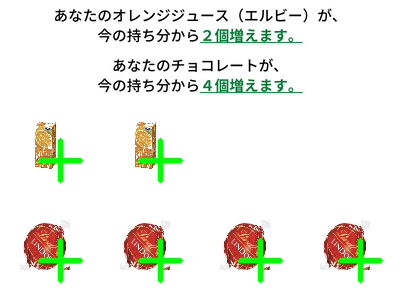 あなたのオレンジジュース（エルビー）が、
今の持ち分から２個増えます。
あなたのチョコレートが、
今の持ち分から４個増えます。